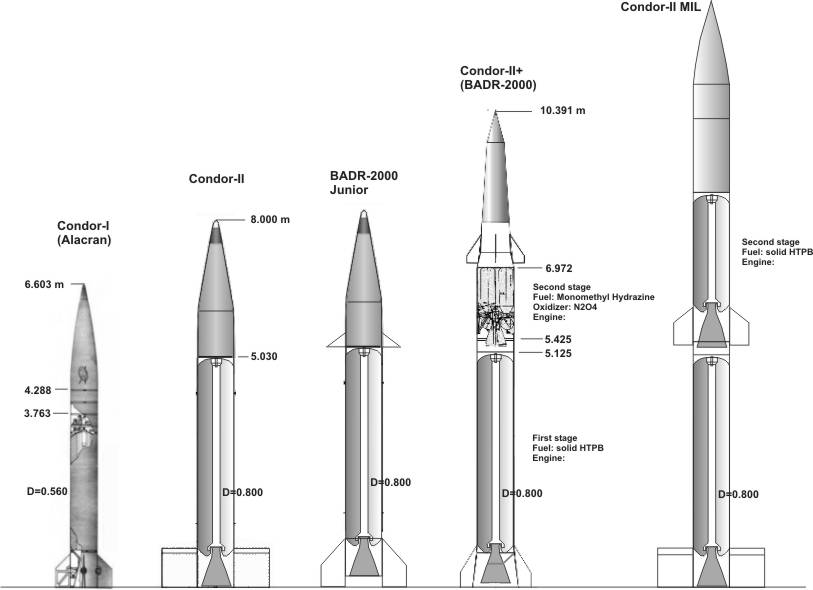 Condor-I
(Alacran)
6.603 m
4.288
3.763
D=0.560
Condor-II
8.000 m
5.030
D=0.800
BADR-2000
Junior
D=0.800
Condor-II+
(BADR-2000)
10.391 m
6.972
Second stage
Fuel: Monomethyl Hydrazine
Oxidizer: N2O4
Engine:
5.425
5.125
First stage
Fuel: solid HTPB
Engine:
D=0.800
Condor-II MIL
Second stage
Fuel: solid HTPB
Engine:
D=0.800